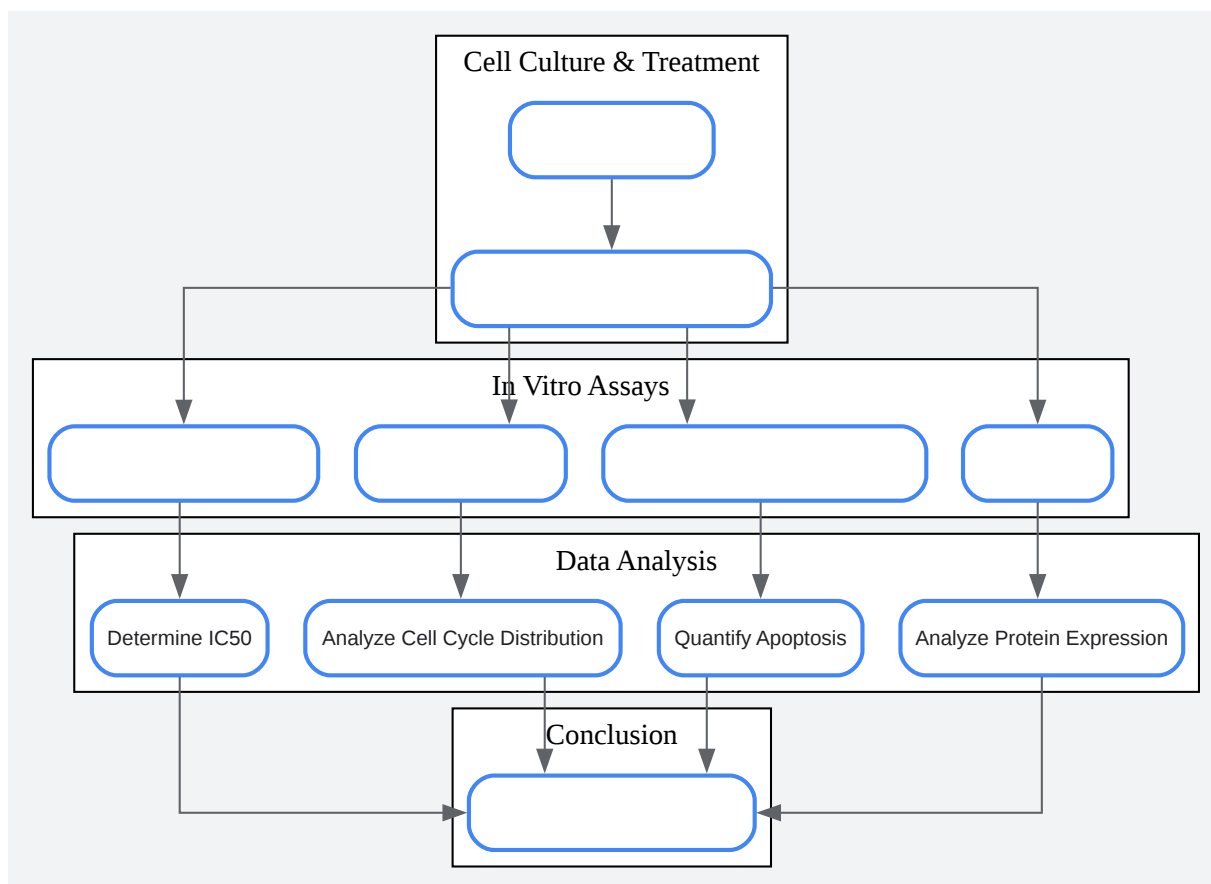 Cell Culture & Treatment
In Vitro Assays
Data Analysis
Determine IC50
Analyze Cell Cycle Distribution
Quantify Apoptosis
Analyze Protein Expression
Conclusion